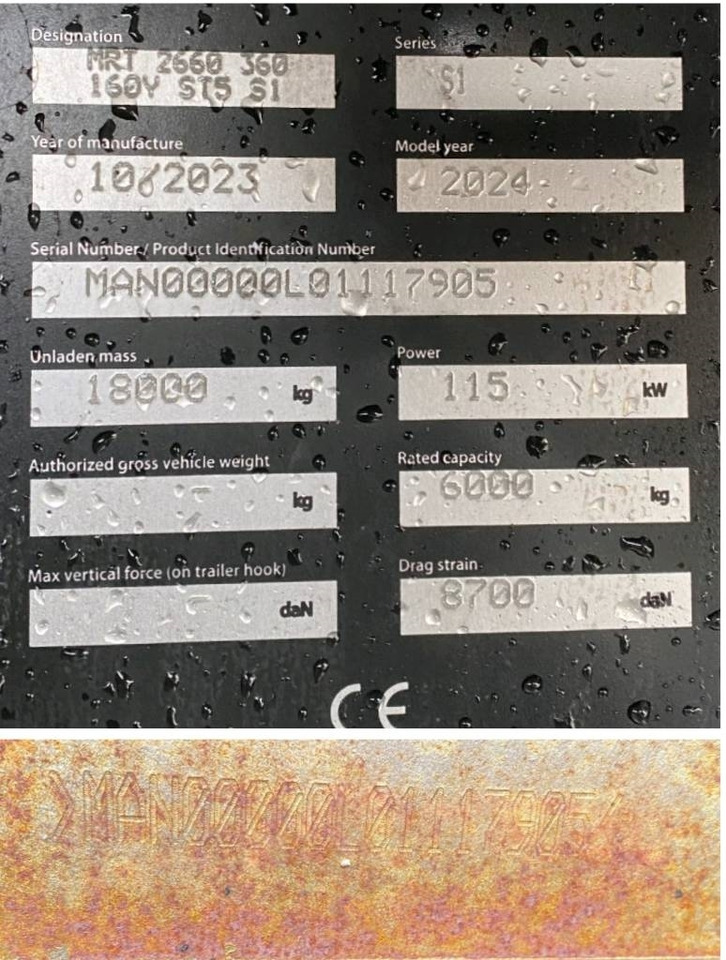 Designation
MRT 2660 360
160Y ST5 S1
Series
S1
Year of manufacture
10/2023
Model year
2024
Serial Number / Product Identification Number
MAN00000L01117905
Unladen mass
18000 kg
Power
115 kW
Authorized gross vehicle weight
kg
Rated capacity
6000 kg
Max vertical force (on trailer hook)
daN
Drag strain
8700 daN
CE
>MAN00000L01117905<